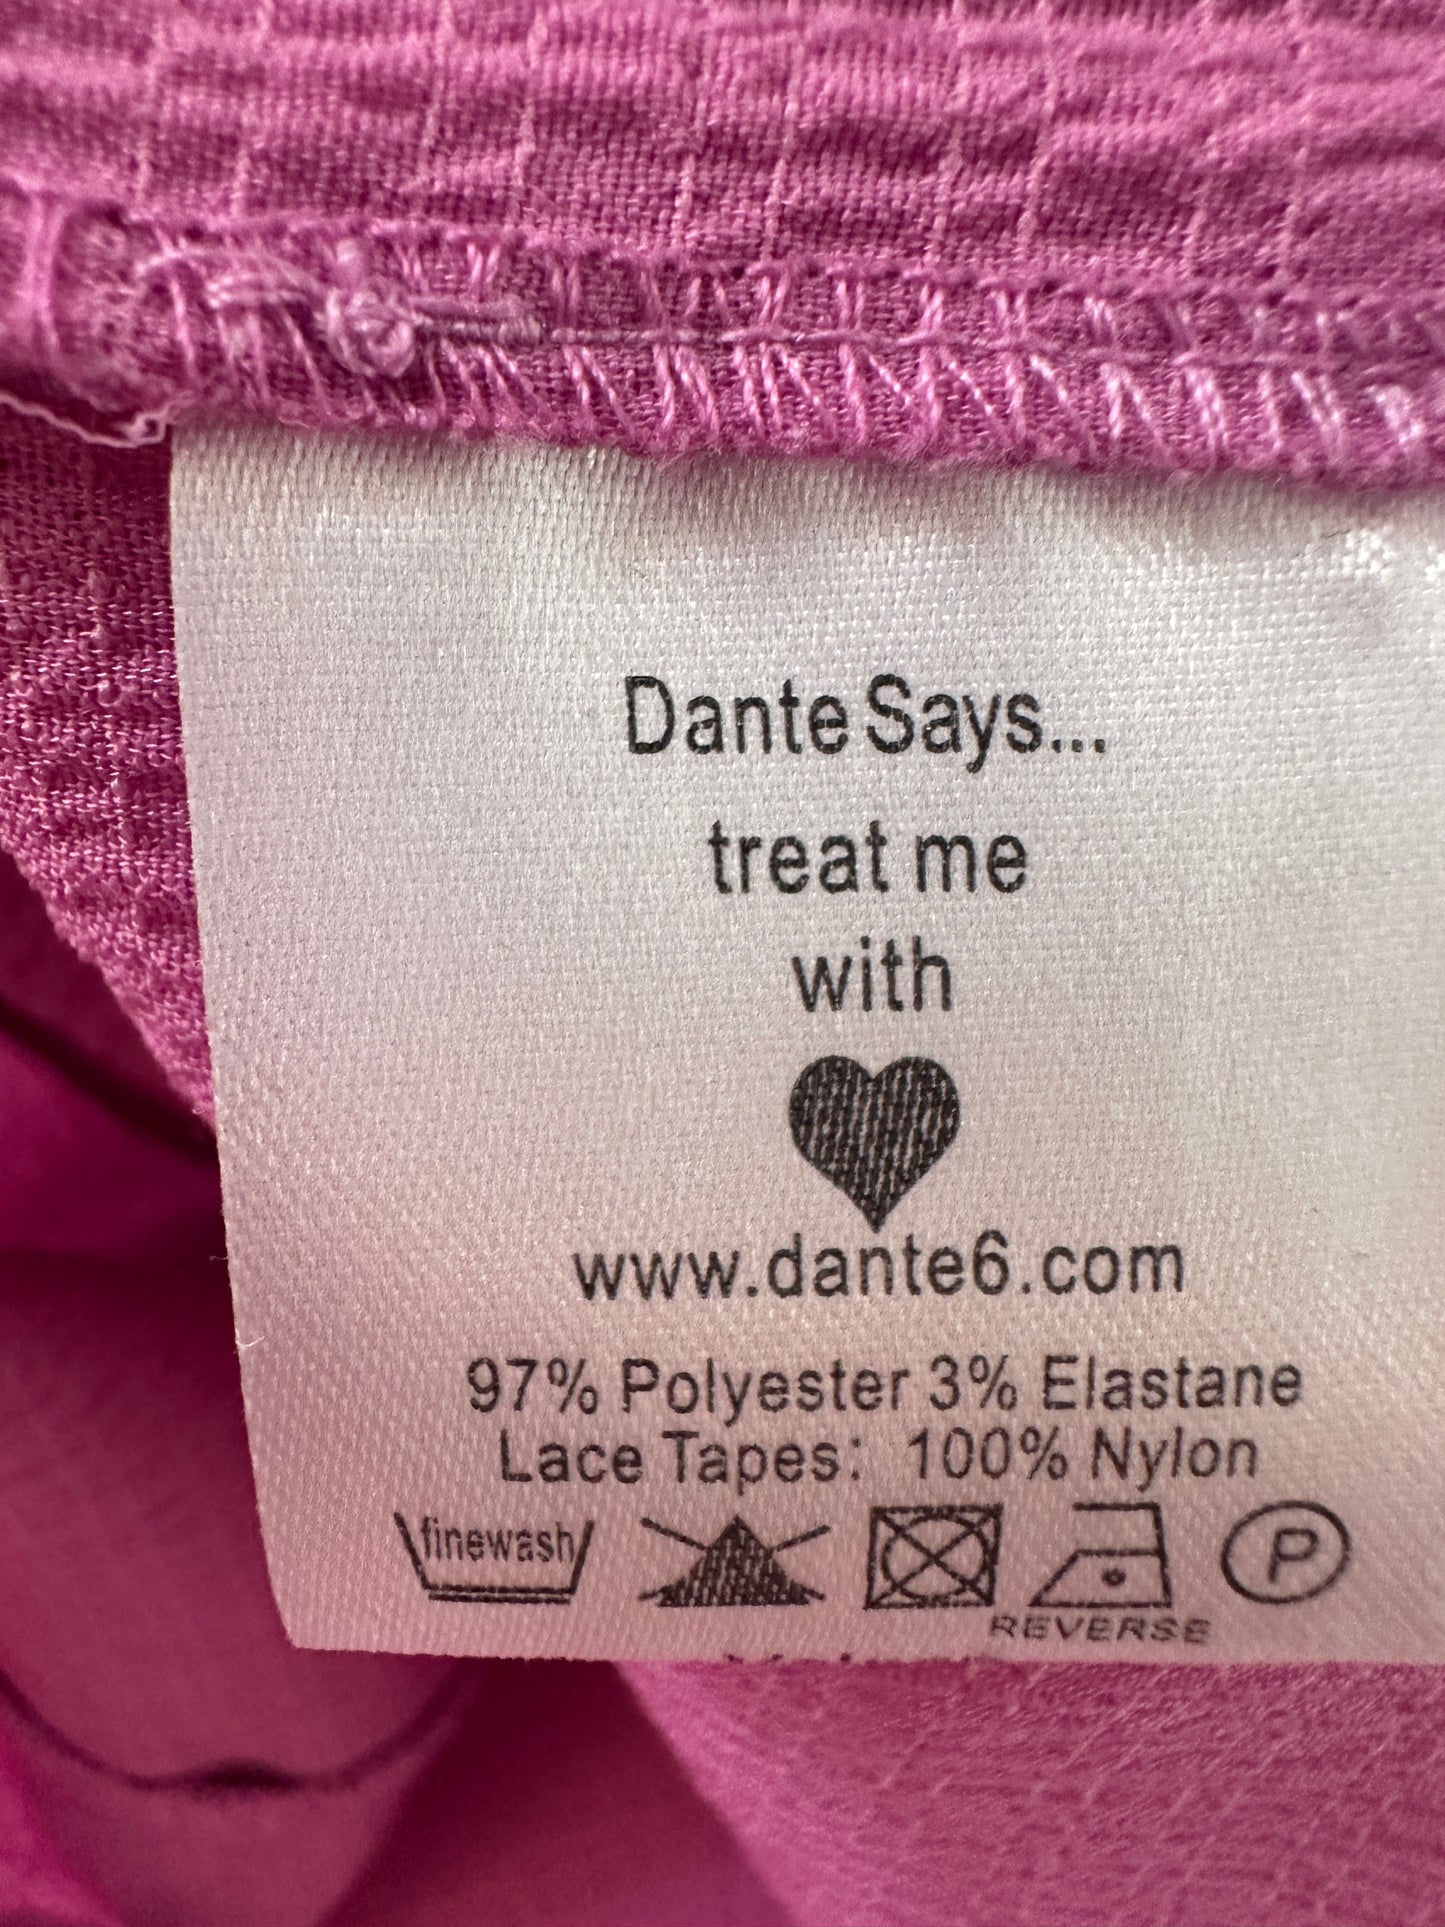 Dante Says...
treat me
with
www.dante6.com
97% Polyester 3% Elastane
Lace Tapes: 100% Nylon
finewash P
REVERSE